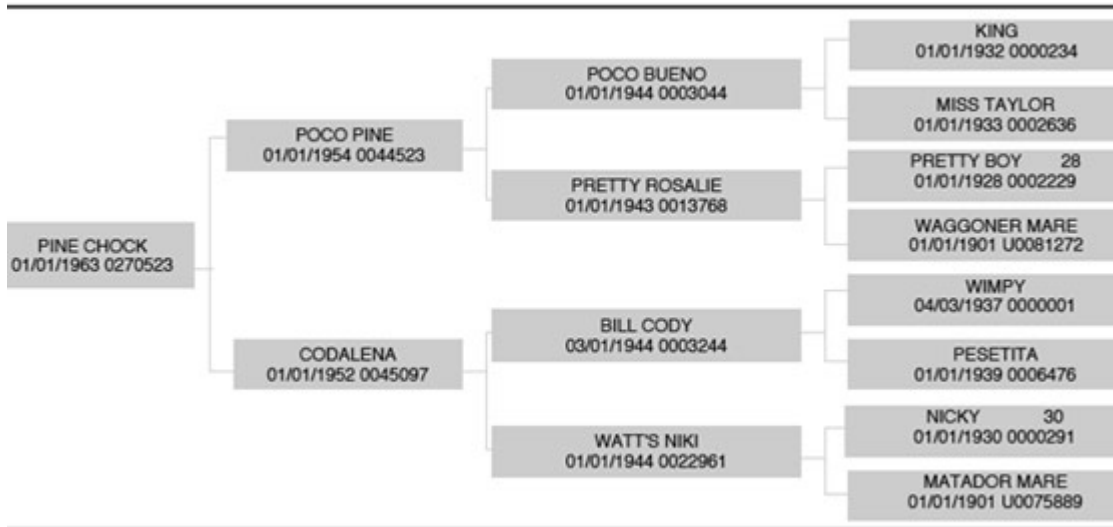 KING
01/01/1932 0000234
POCO BUENO
01/01/1944 0003044
MISS TAYLOR
01/01/1933 0002636
POCO PINE
01/01/1954 0044523
PRETTY BOY 28
01/01/1928 0002229
PRETTY ROSALIE
01/01/1943 0013768
WAGGONER MARE
01/01/1901 U0081272
PINE CHOCK
01/01/1963 0270523
WIMPY
04/03/1937 0000001
BILL CODY
03/01/1944 0003244
CODALENA
01/01/1952 0045097
PESETITA
01/01/1939 0006476
NICKY 30
01/01/1930 0000291
WATT'S NIKI
01/01/1944 0022961
MATADOR MARE
01/01/1901 U0075889